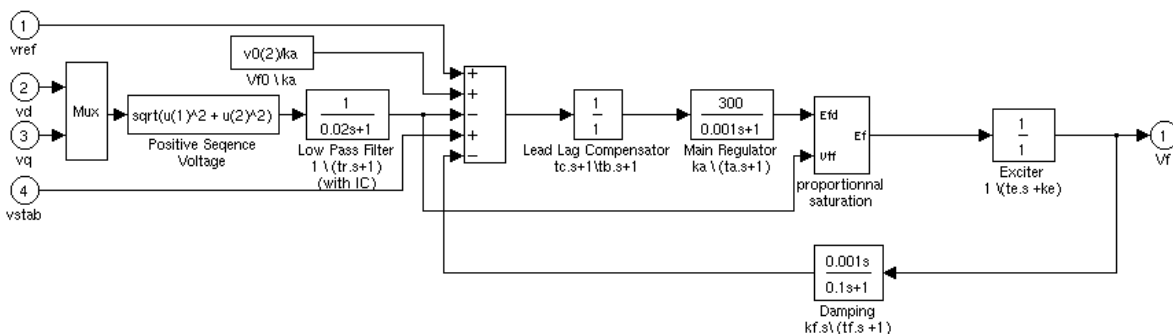 1
vref
2
vd
3
vq
4
vstab
Mux
sqrt(u(1)^2 + u(2)^2)
Positive Seqence
Voltage
v0(2)/ka
Vf0 \ ka
1
0.02s+1
Low Pass Filter
1 \ (tr.s+1)
(with IC)
+
+
−
+
−
1
1
Lead Lag Compensator
tc.s+1\tb.s+1
300
0.001s+1
Main Regulator
ka \ (ta.s+1)
Efd
Ef
Vtf
proportionnal
saturation
1
1
Exciter
1 \(te.s +ke)
1
Vf
0.001s
0.1s+1
Damping
kf.s\ (tf.s +1)